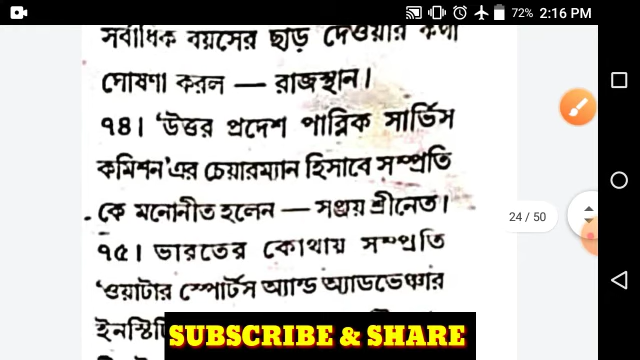 72% 2:16 PM
সর্বাধিক বয়সের ছাড় দেওয়ার কথা
ঘোষণা করল — রাজস্থান।
৭৪। 'উত্তর প্রদেশ পাব্লিক সার্ভিস
কমিশন'এর চেয়ারম্যান হিসাবে সম্প্রতি
কে মনোনীত হলেন — সঞ্জয় শ্রীনেত।
24 / 50
৭৫। ভারতের কোথায় সম্প্রতি
'ওয়াটার স্পোর্টস অ্যান্ড অ্যাডভেঞ্চার
SUBSCRIBE & SHARE